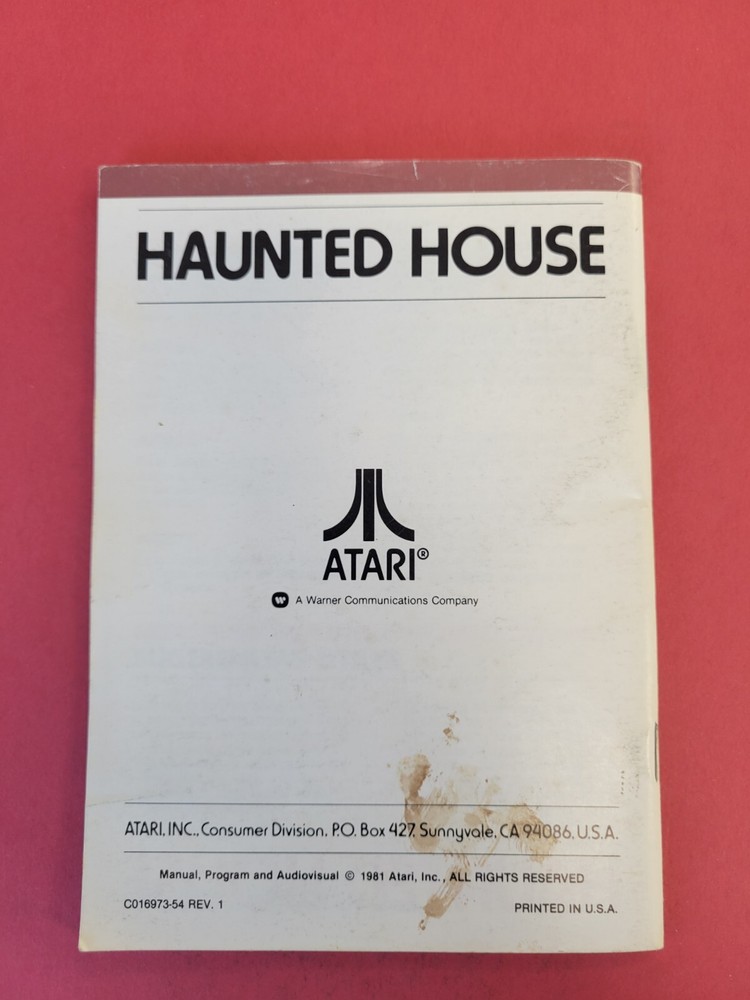 HAUNTED HOUSE
ATARI®
A Warner Communications Company
ATARI, INC., Consumer Division, P.O. Box 427, Sunnyvale, CA 94086, U.S.A.
Manual, Program and Audiovisual © 1981 Atari, Inc., ALL RIGHTS RESERVED
C016973-54 REV. 1
PRINTED IN U.S.A.